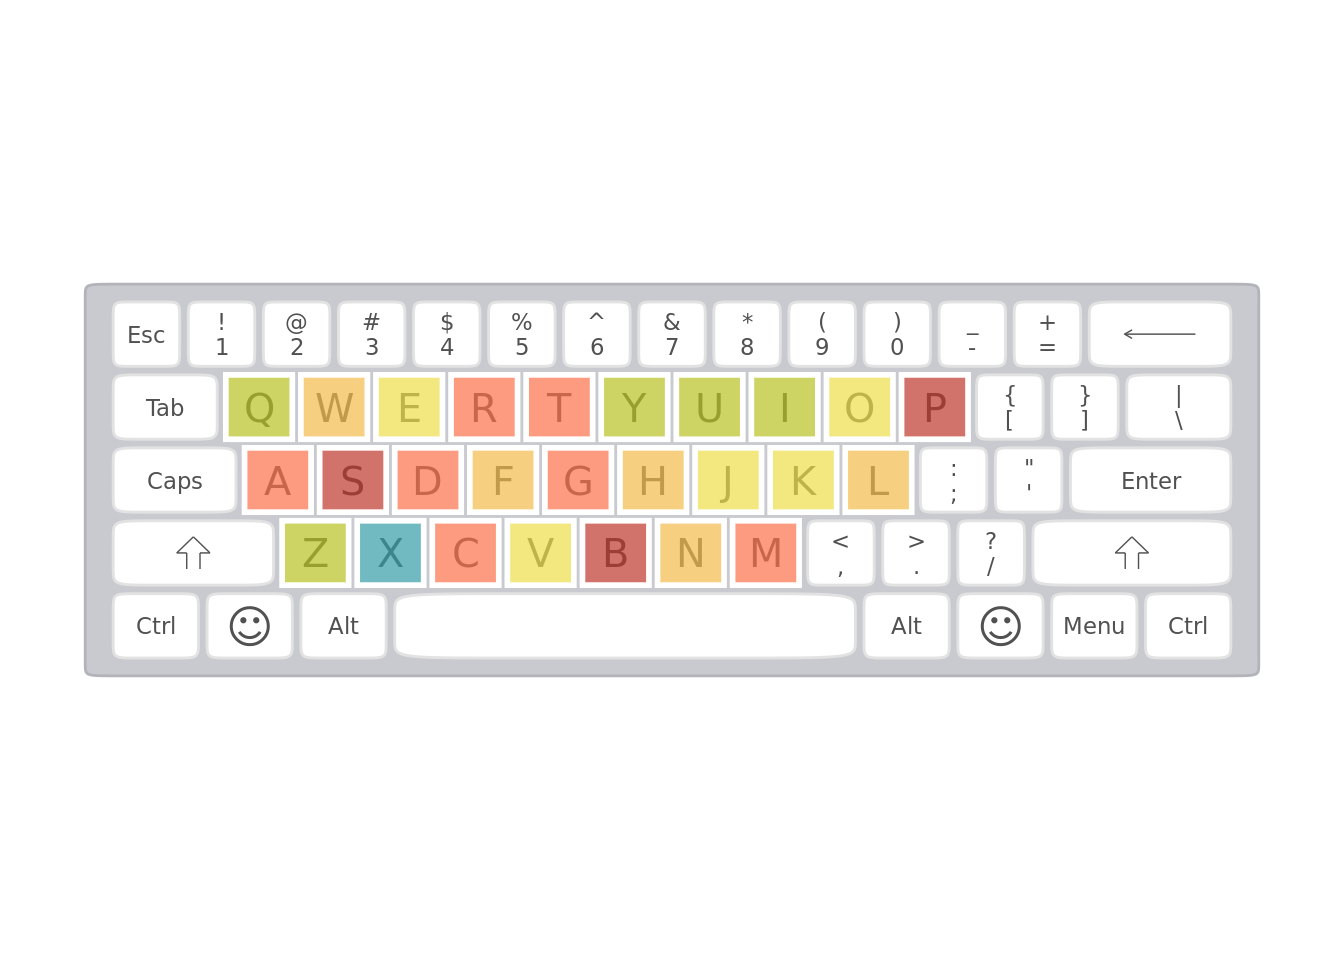 Esc ! @ # $ % ^ & * ( ) _ +
1 2 3 4 5 6 7 8 9 0 - =
Tab Q W E R T Y U I O P { } |
[ ] \
Caps A S D F G H J K L : " Enter
; '
Z X C V B N M < > ?
, . /
Ctrl Alt Alt Menu Ctrl